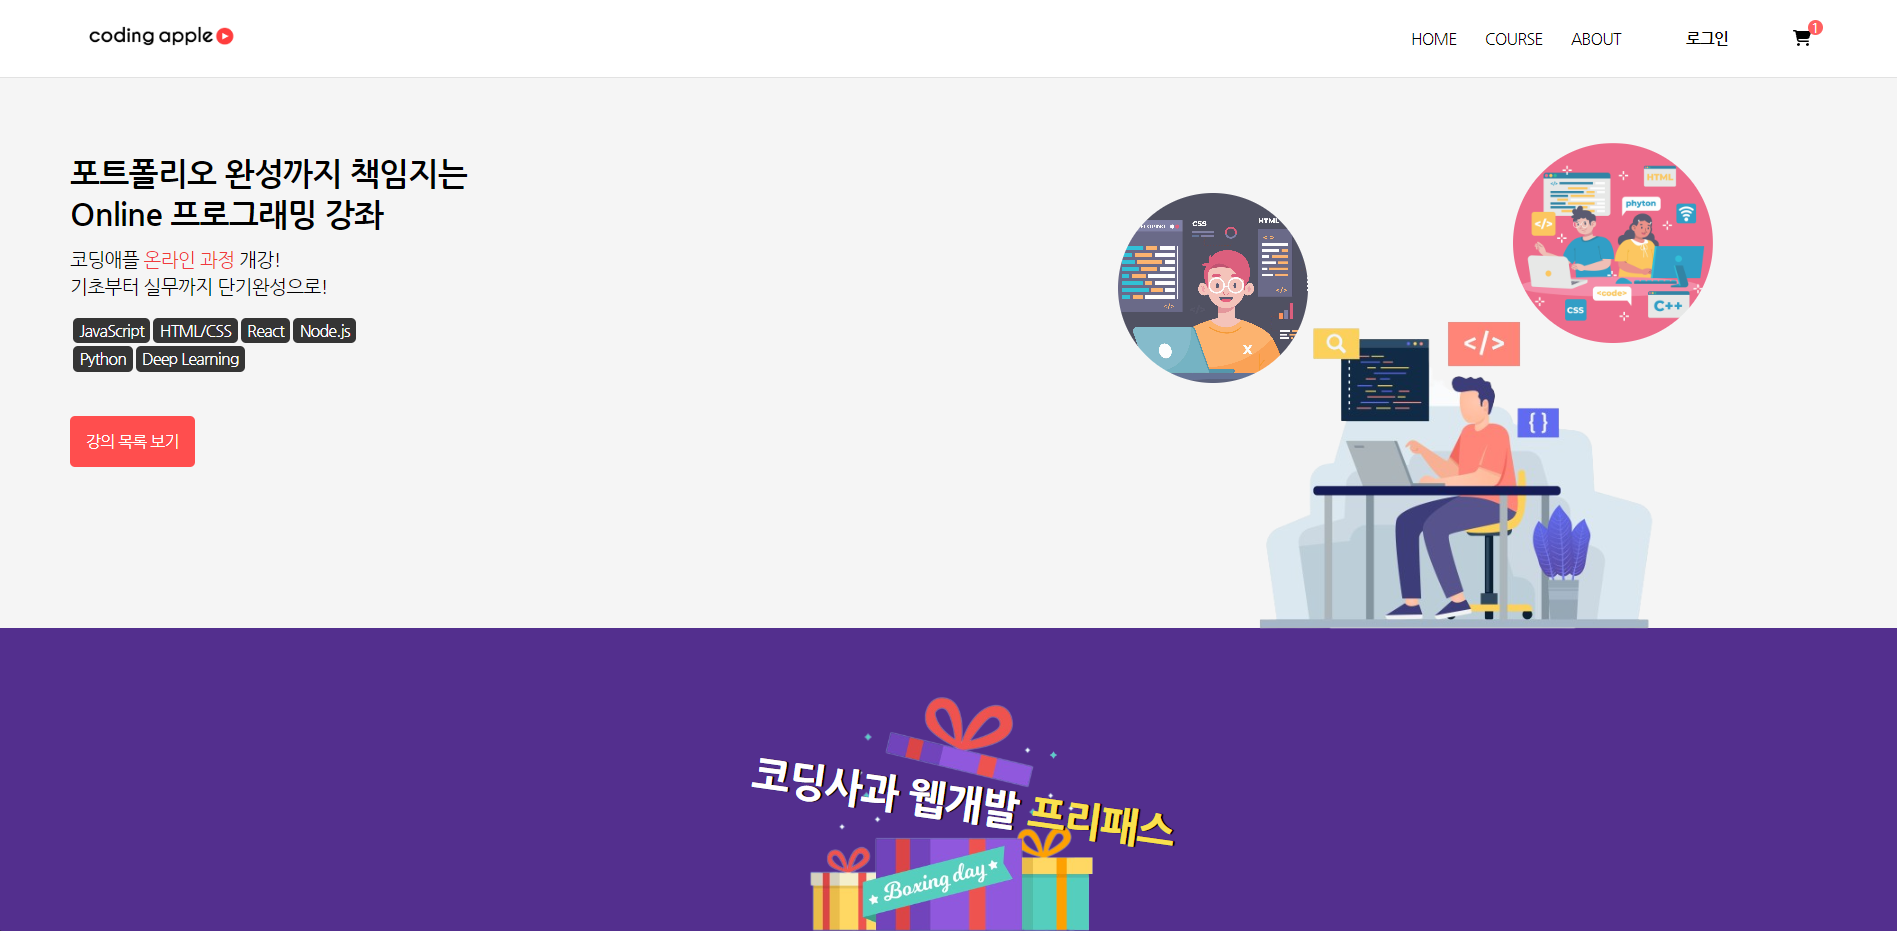 coding apple
HOME COURSE ABOUT 로그인 1
포트폴리오 완성까지 책임지는
Online 프로그래밍 강좌
코딩애플 온라인 과정 개강!
기초부터 실무까지 단기완성으로!
JavaScript HTML/CSS React Node.js
Python Deep Learning
강의 목록 보기
CSS
HTML
</>
X
HTML
phyton
</>
<code>
CSS
C++
</>
{ }
코딩사과 웹개발 프리패스
Boxing day